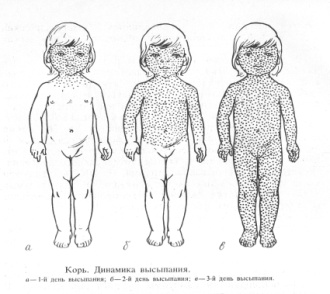 а б в
Корь. Динамика высыпания.
а—1-й день высыпания; б—2-й день высыпания; в—3-й день высыпания.